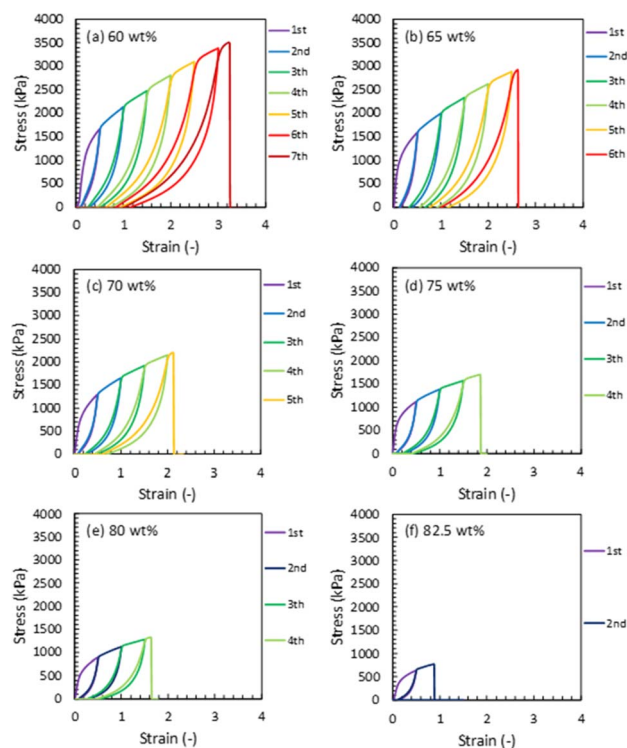 (a) 60 wt%
4000
3500
3000
2500
2000
1500
1000
500
0
Stress (kPa)
0 1 2 3 4
Strain (-)
1st
2nd
3th
4th
5th
6th
7th
(b) 65 wt%
4000
3500
3000
2500
2000
1500
1000
500
0
Stress (kPa)
0 1 2 3 4
Strain (-)
1st
2nd
3th
4th
5th
6th
(c) 70 wt%
4000
3500
3000
2500
2000
1500
1000
500
0
Stress (kPa)
0 1 2 3 4
Strain (-)
1st
2nd
3th
4th
5th
(d) 75 wt%
4000
3500
3000
2500
2000
1500
1000
500
0
Stress (kPa)
0 1 2 3 4
Strain (-)
1st
2nd
3th
4th
(e) 80 wt%
4000
3500
3000
2500
2000
1500
1000
500
0
Stress (kPa)
0 1 2 3 4
Strain (-)
1st
2nd
3th
4th
(f) 82.5 wt%
4000
3500
3000
2500
2000
1500
1000
500
0
Stress (kPa)
0 1 2 3 4
Strain (-)
1st
2nd